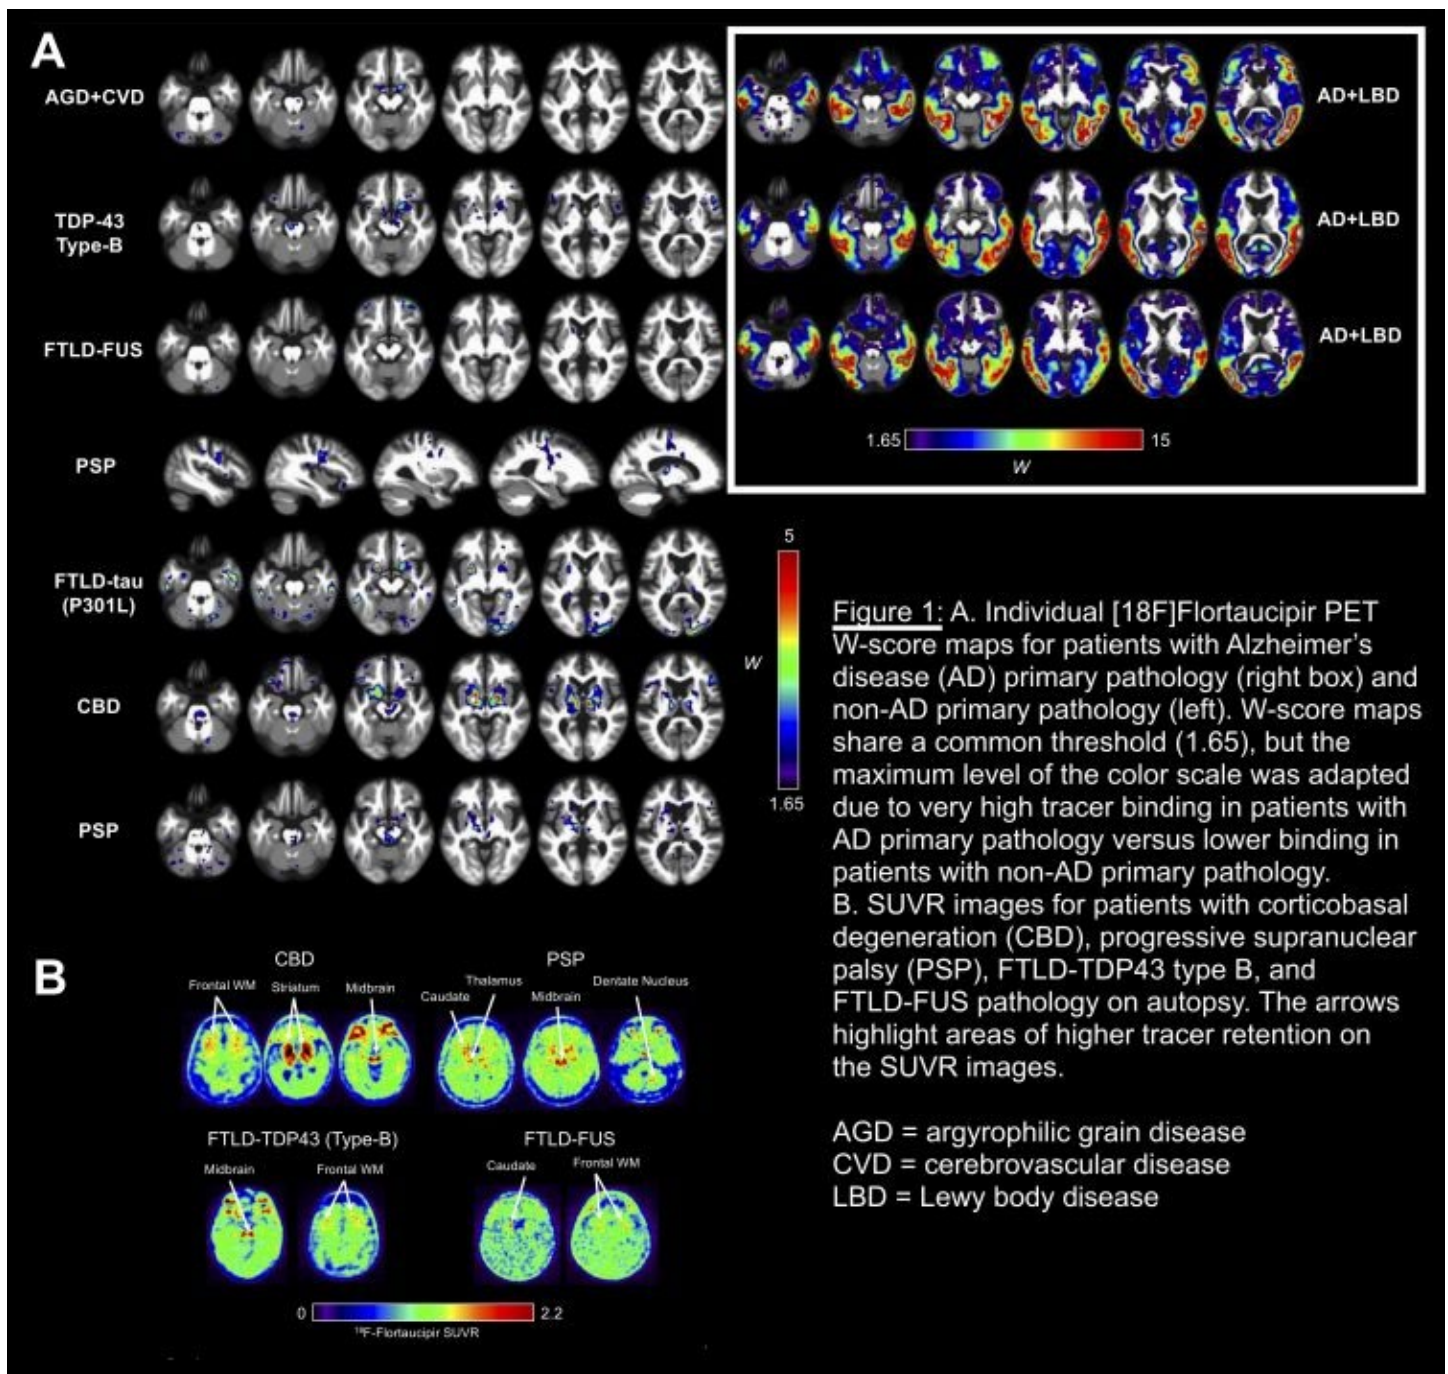 A
AGD+CVD
TDP-43
Type-B
FTLD-FUS
PSP
FTLD-tau
(P301L)
CBD
PSP
AD+LBD
AD+LBD
AD+LBD
1.65
15
W
5
W
1.65
Figure 1: A. Individual [18F]Flortaucipir PET
W-score maps for patients with Alzheimer's
disease (AD) primary pathology (right box) and
non-AD primary pathology (left). W-score maps
share a common threshold (1.65), but the
maximum level of the color scale was adapted
due to very high tracer binding in patients with
AD primary pathology versus lower binding in
patients with non-AD primary pathology.
B. SUVR images for patients with corticobasal
degeneration (CBD), progressive supranuclear
palsy (PSP), FTLD-TDP43 type B, and
FTLD-FUS pathology on autopsy. The arrows
highlight areas of higher tracer retention on
the SUVR images.
AGD = argyrophilic grain disease
CVD = cerebrovascular disease
LBD = Lewy body disease
B
CBD
Frontal WM Striatum Midbrain
PSP
Caudate Thalamus Midbrain Dentate Nucleus
FTLD-TDP43 (Type-B)
Midbrain Frontal WM
FTLD-FUS
Caudate Frontal WM
0
2.2
¹⁸F-Flortaucipir SUVR